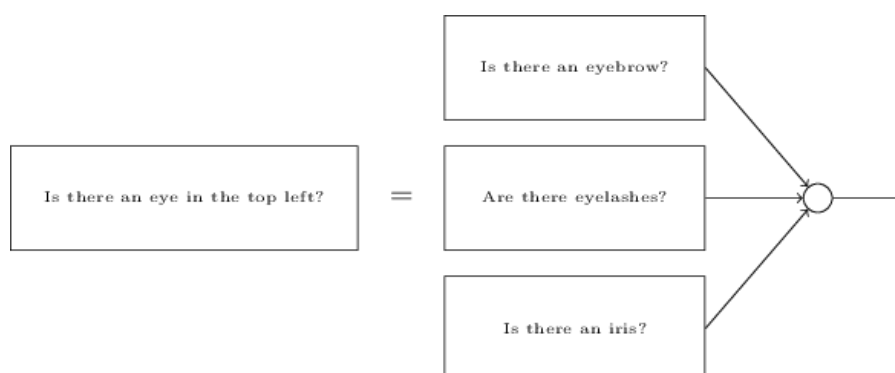 Is there an eyebrow?
Is there an eye in the top left?
=
Are there eyelashes?
Is there an iris?